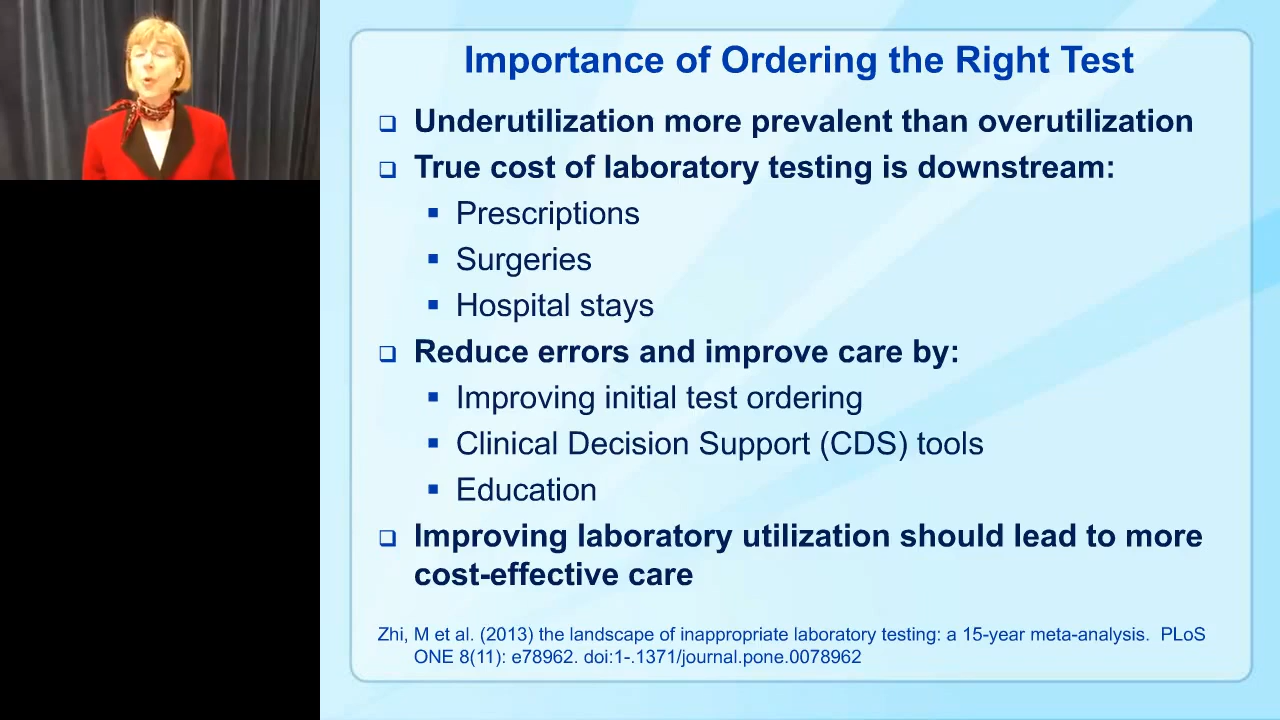 Importance of Ordering the Right Test
Underutilization more prevalent than overutilization
True cost of laboratory testing is downstream:
Prescriptions
Surgeries
Hospital stays
Reduce errors and improve care by:
Improving initial test ordering
Clinical Decision Support (CDS) tools
Education
Improving laboratory utilization should lead to more
cost-effective care
Zhi, M et al. (2013) the landscape of inappropriate laboratory testing: a 15-year meta-analysis. PLoS
ONE 8(11): e78962. doi:1-.1371/journal.pone.0078962